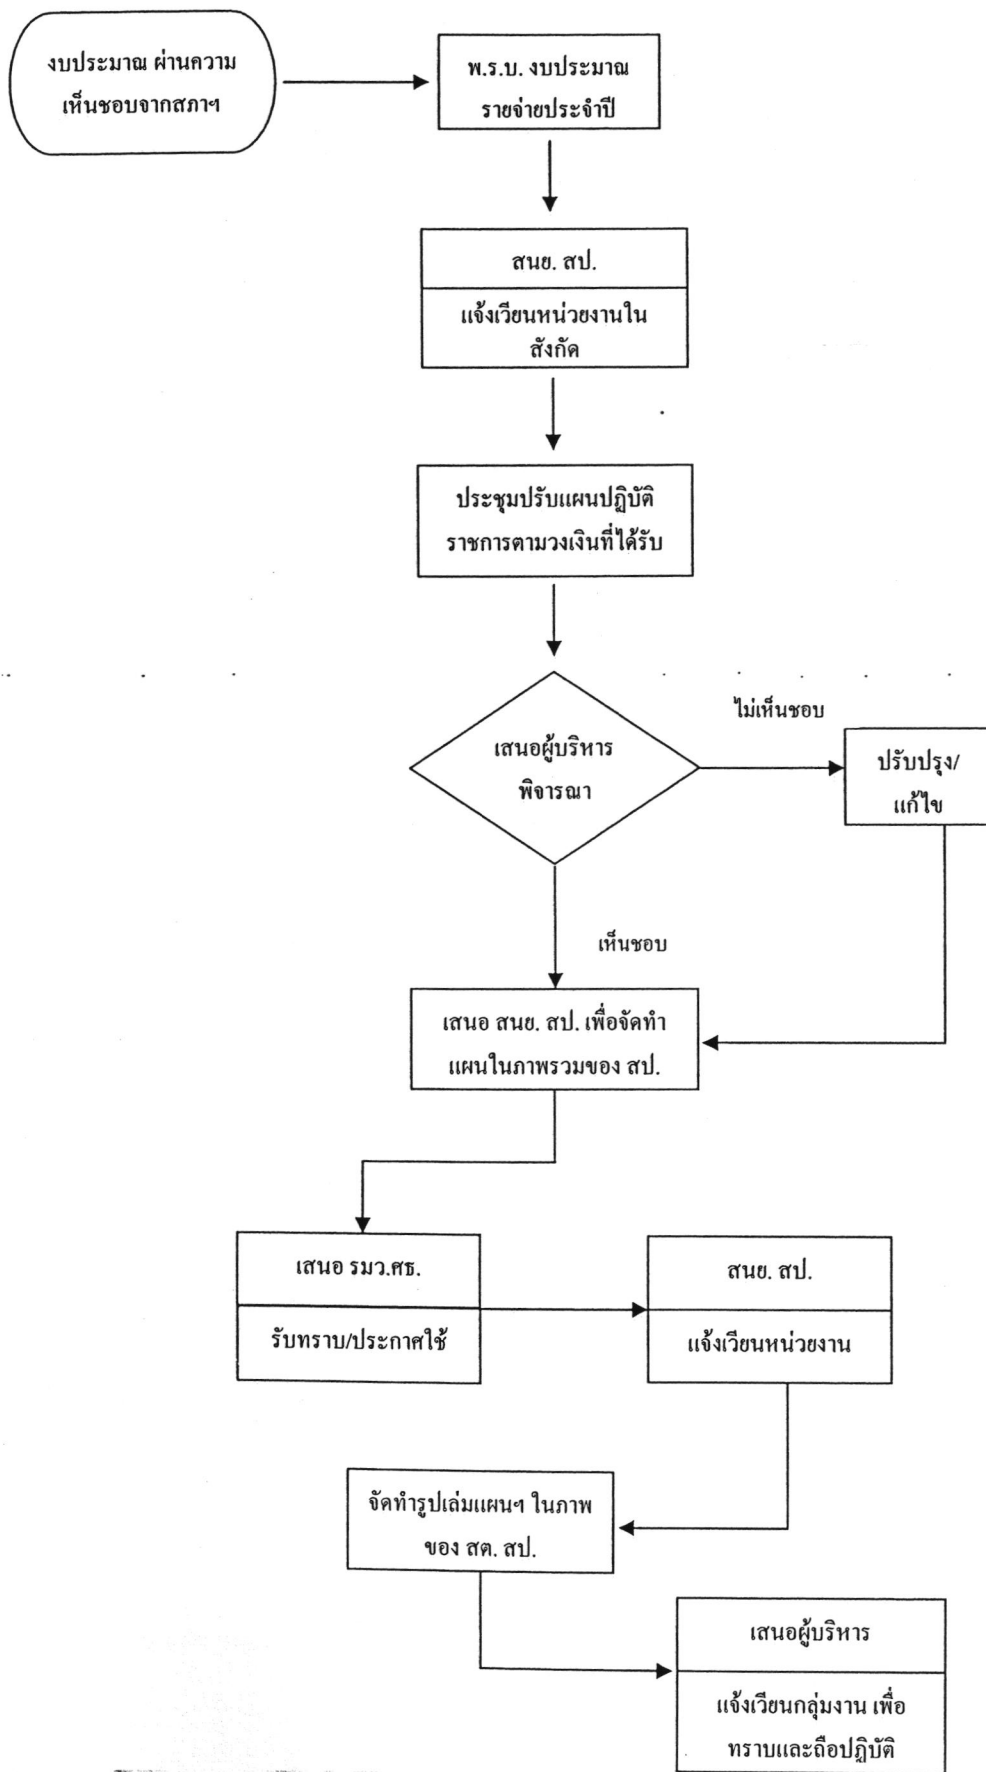 งบประมาณ ผ่านความ
เห็นชอบจากสภาฯ
พ.ร.บ. งบประมาณ
รายจ่ายประจำปี
สนย. สป.
แจ้งเวียนหน่วยงานใน
สังกัด
ประชุมปรับแผนปฏิบัติ
ราชการตามวงเงินที่ได้รับ
เสนอผู้บริหาร
พิจารณา
ไม่เห็นชอบ
ปรับปรุง/
แก้ไข
เห็นชอบ
เสนอ สนย. สป. เพื่อจัดทำ
แผนในภาพรวมของ สป.
เสนอ รมว.ศธ.
รับทราบ/ประกาศใช้
สนย. สป.
แจ้งเวียนหน่วยงาน
จัดทำรูปเล่มแผนฯ ในภาพ
ของ สต. สป.
เสนอผู้บริหาร
แจ้งเวียนกลุ่มงาน เพื่อ
ทราบและถือปฏิบัติ